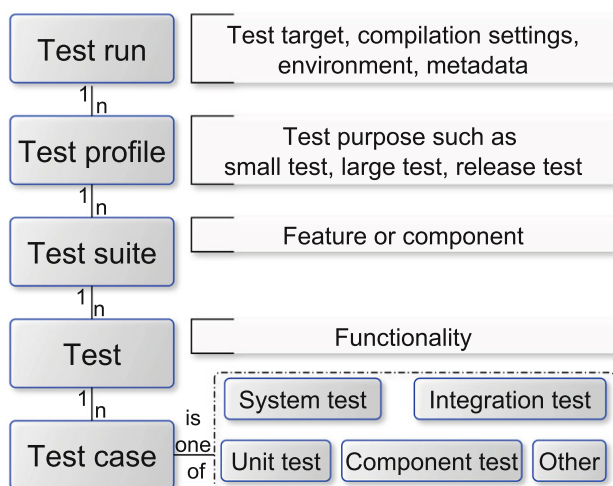 Test run
Test target, compilation settings,
environment, metadata
1
n
Test profile
Test purpose such as
small test, large test, release test
1
n
Test suite
Feature or component
1
n
Test
Functionality
1
n
Test case
is
one
of
System test
Integration test
Unit test
Component test
Other